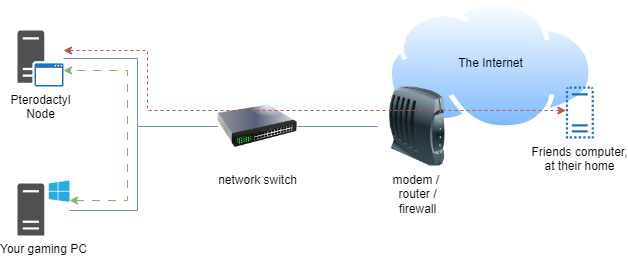 The Internet
Pterodactyl
Node
network switch
modem /
router /
firewall
Friends computer,
at their home
Your gaming PC